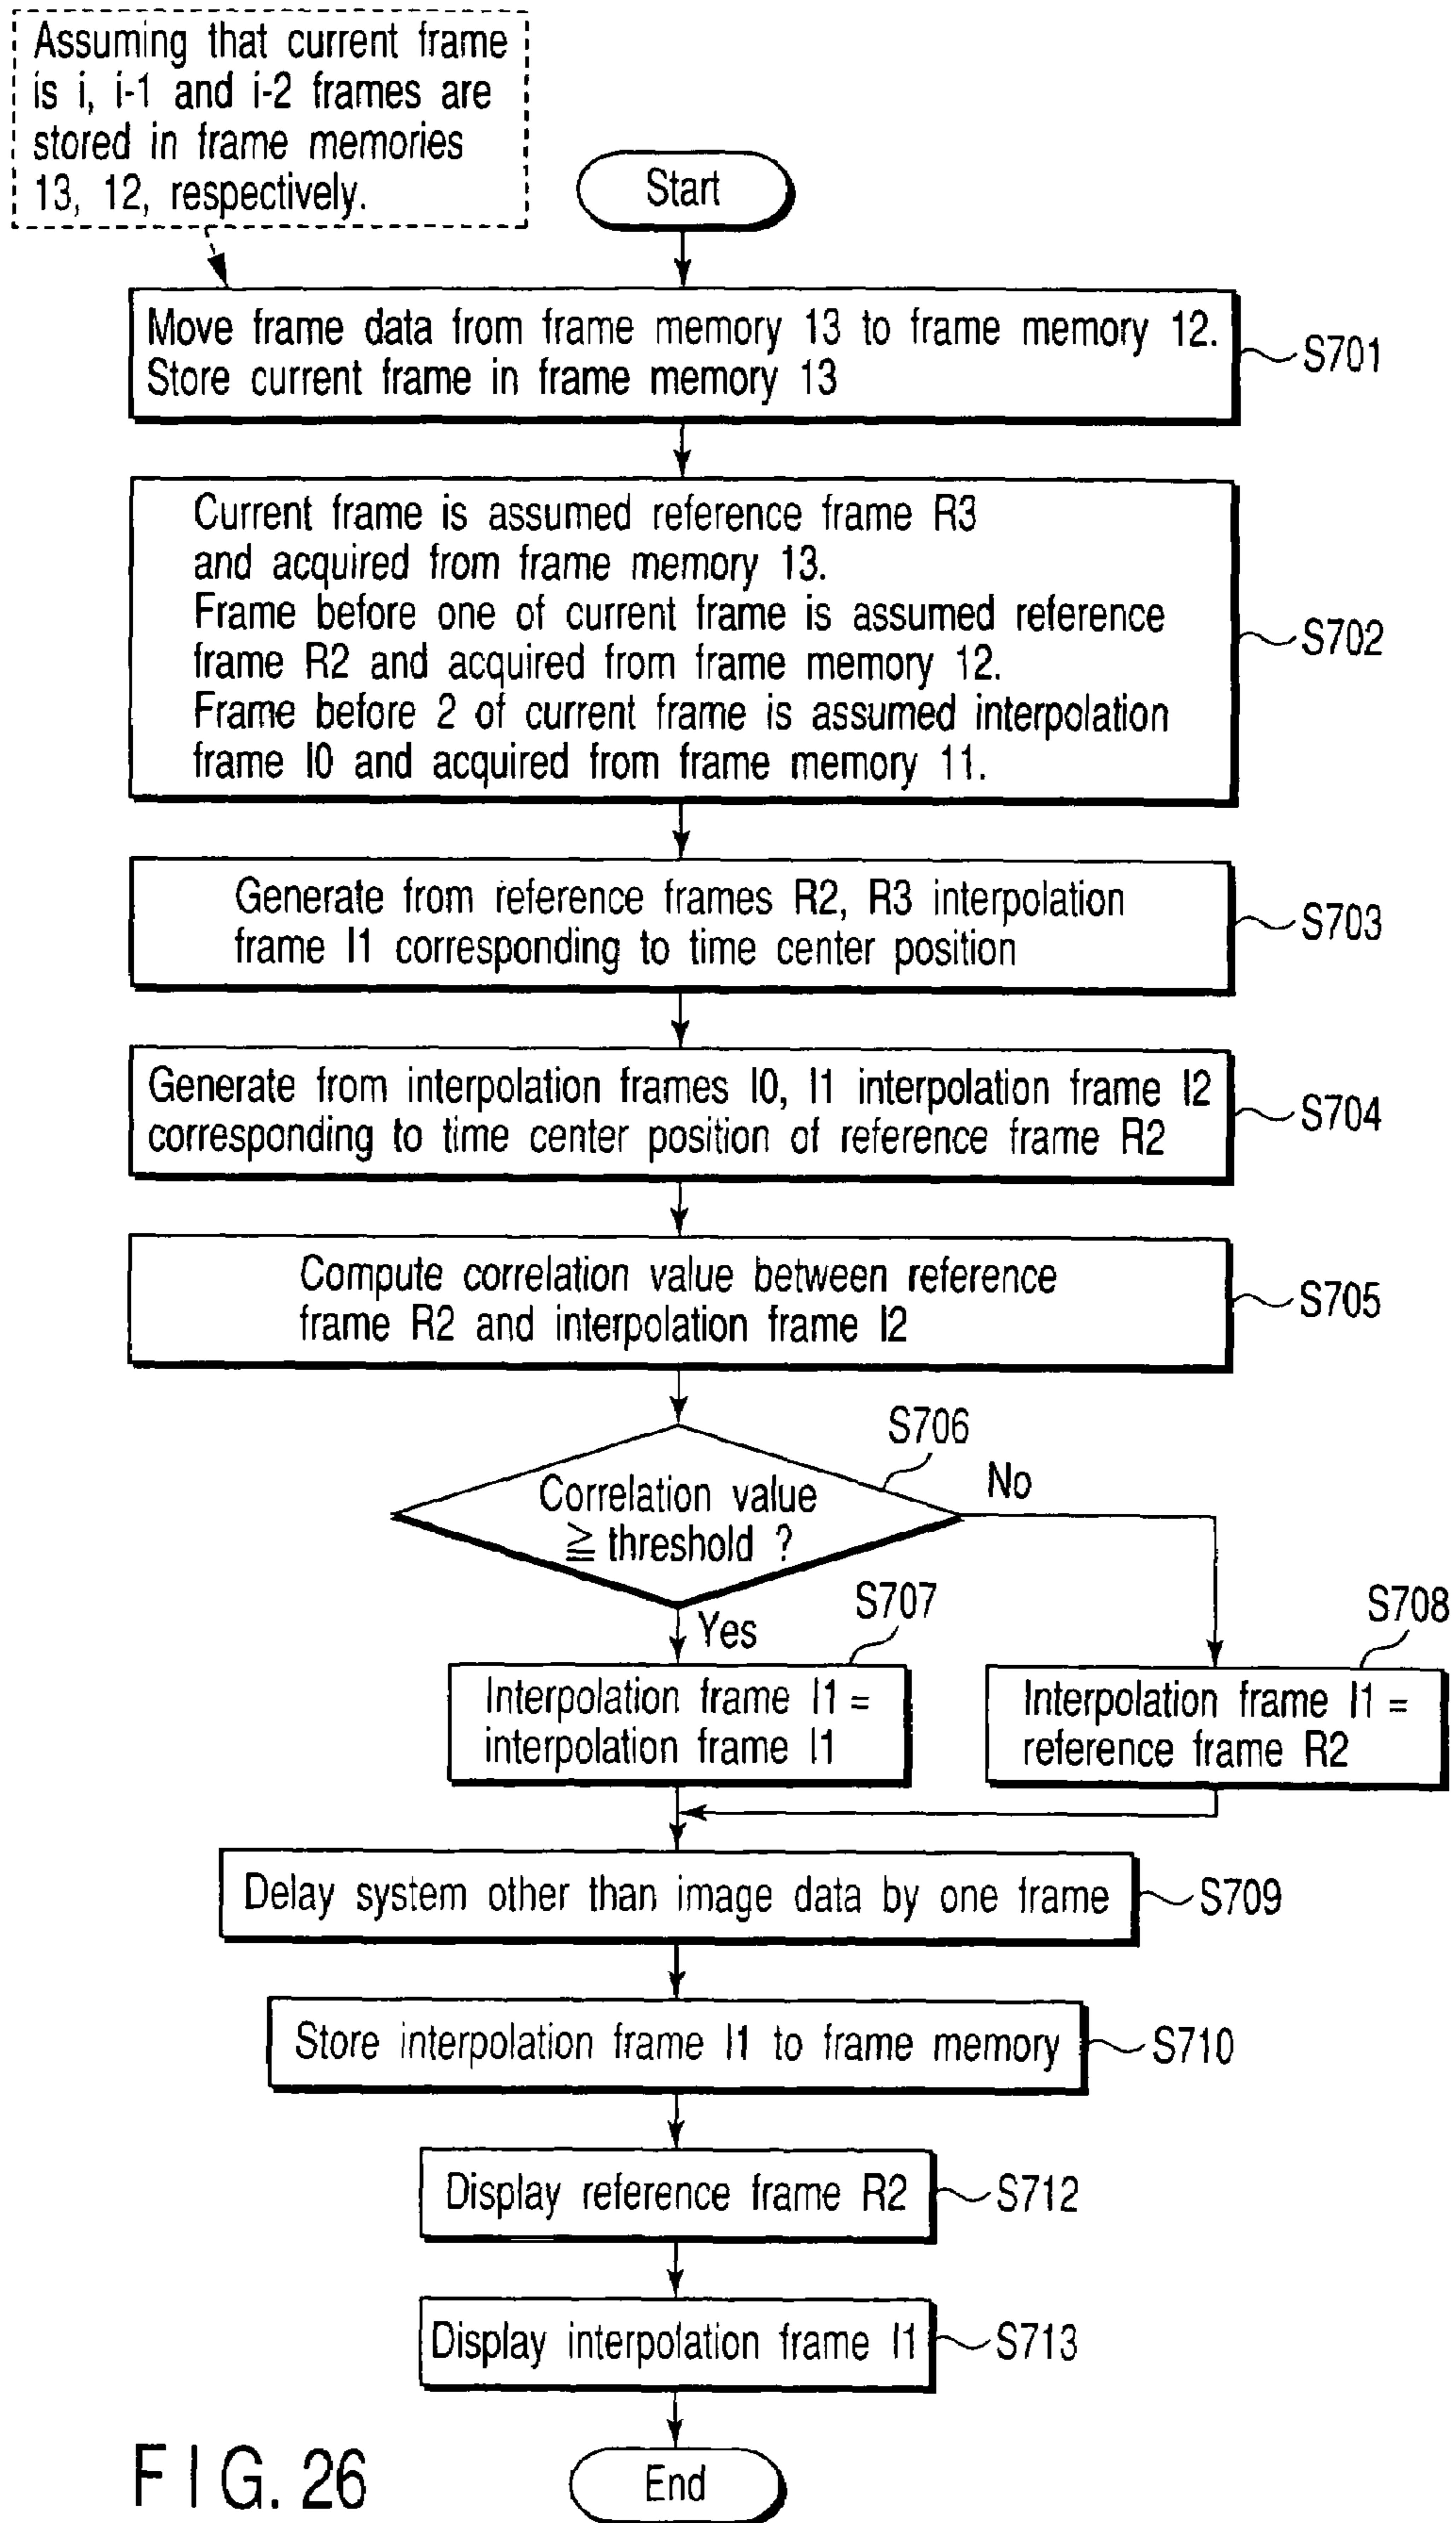 Assuming that current frame
is i, i-1 and i-2 frames are
stored in frame memories
13, 12, respectively.
Start
Move frame data from frame memory 13 to frame memory 12.
Store current frame in frame memory 13
S701
Current frame is assumed reference frame R3
and acquired from frame memory 13.
Frame before one of current frame is assumed reference
frame R2 and acquired from frame memory 12.
Frame before 2 of current frame is assumed interpolation
frame I0 and acquired from frame memory 11.
S702
Generate from reference frames R2, R3 interpolation
frame I1 corresponding to time center position
S703
Generate from interpolation frames I0, I1 interpolation frame I2
corresponding to time center position of reference frame R2
S704
Compute correlation value between reference
frame R2 and interpolation frame I2
S705
S706
Correlation value
≧ threshold ?
No
Yes
S707
Interpolation frame I1 =
interpolation frame I1
S708
Interpolation frame I1 =
reference frame R2
Delay system other than image data by one frame
S709
Store interpolation frame I1 to frame memory
S710
Display reference frame R2
S712
Display interpolation frame I1
S713
End
FIG. 26